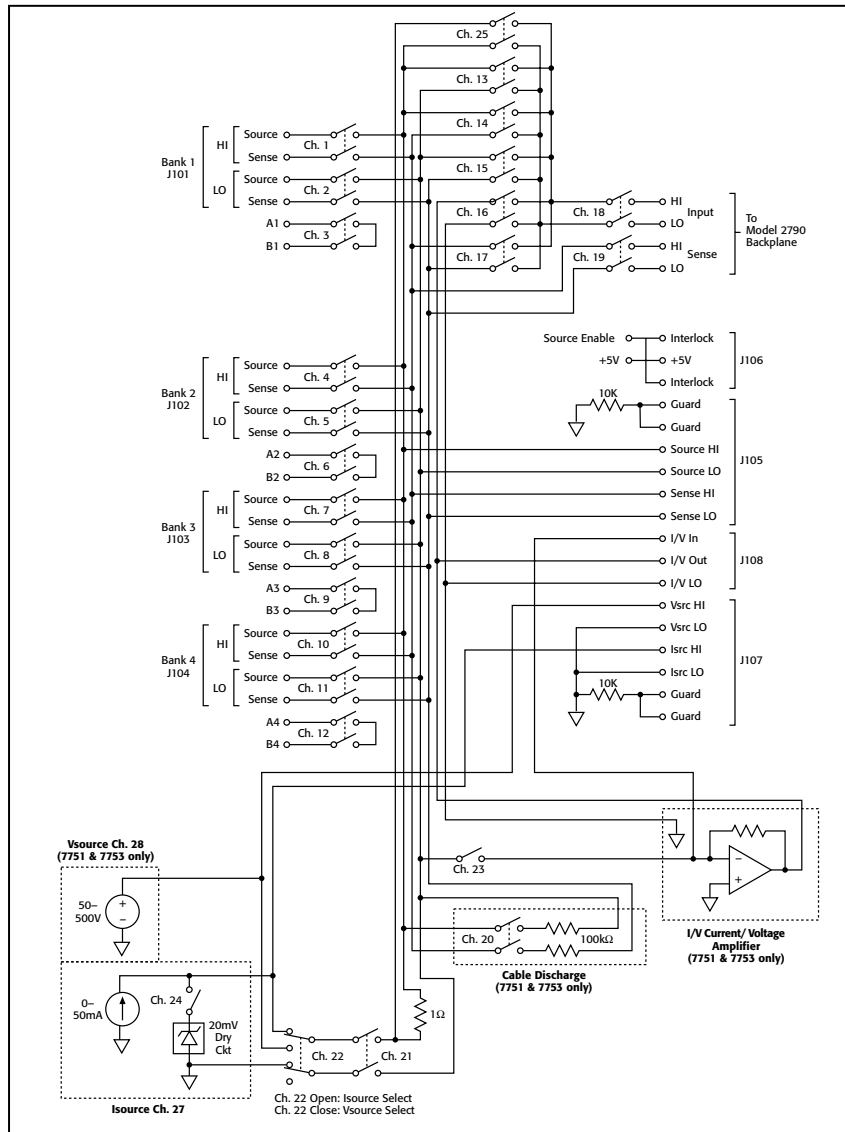 Ch. 25
Ch. 13
Ch. 14
Ch. 15
Ch. 16
Ch. 17
Bank 1
J101
HI
Source
Sense
Ch. 1
LO
Source
Sense
Ch. 2
A1
B1
Ch. 3
Ch. 18
Ch. 19
HI
Input
LO
HI
Sense
LO
To
Model 2790
Backplane
Bank 2
J102
HI
Source
Sense
Ch. 4
LO
Source
Sense
Ch. 5
A2
B2
Ch. 6
Source Enable
Interlock
+5V
+5V
Interlock
J106
10K
Guard
Guard
Source HI
Source LO
Sense HI
Sense LO
J105
Bank 3
J103
HI
Source
Sense
Ch. 7
LO
Source
Sense
Ch. 8
A3
B3
Ch. 9
I/V In
I/V Out
I/V LO
J108
Vsrc HI
Vsrc LO
Isrc HI
Isrc LO
10K
Guard
Guard
J107
Bank 4
J104
HI
Source
Sense
Ch. 10
LO
Source
Sense
Ch. 11
A4
B4
Ch. 12
Vsource Ch. 28
(7751 & 7753 only)
50–
500V
+
–
Ch. 23
–
+
I/V Current/ Voltage
Amplifier
(7751 & 7753 only)
Ch. 20
100kΩ
Cable Discharge
(7751 & 7753 only)
0–
50mA
Ch. 24
20mV
Dry
Ckt
Isource Ch. 27
1Ω
Ch. 22
Ch. 21
Ch. 22 Open: Isource Select
Ch. 22 Close: Vsource Select